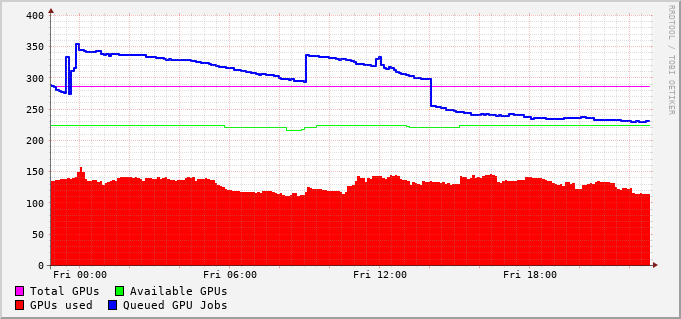 400
350
300
250
200
150
100
50
0
Fri 00:00 Fri 06:00 Fri 12:00 Fri 18:00
Total GPUs Available GPUs
GPUs used Queued GPU Jobs
RRDTOOL / TOBI OETIKER